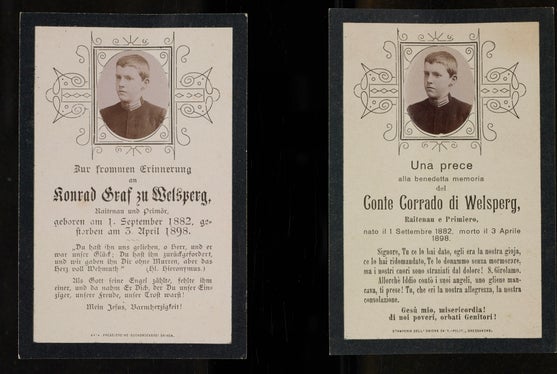 Zur frommen Erinnerung
an
Konrad Graf zu Welsperg,
Raitenau und Primör,
geboren am 1. September 1882, ge-
storben am 3. April 1898.
„Du hast ihn uns geliehen, o Herr, und er
war unser Glück; Du hast ihn zurückgefordert,
und wir geben ihn Dir ohne Murren, aber das
Herz voll Wehmuth" (Hl. Hieronymus.)
Als Gott seine Engel zählte, fehlte ihm
einer, und da nahm Er Dich, der Du unser Ein-
ziger, unsere Freude, unser Trost warst!
Mein Jesus, Barmherzigkeit!
Una prece
alla benedetta memoria
del
Conte Corrado di Welsperg,
Raitenau e Primiero,
nato il 1 Settembre 1882, morto il 3 Aprile
1898.
Signore, Tu ce lo hai dato, egli era la nostra gioja,
ce lo hai ridomandato, Te lo donammo senza mormorare,
ma i nostri cuori sono straziati dal dolore! S. Girolamo.
Allorchè Iddio contò i suoi angeli, uno gliene man-
cava, ti prese! Tu, che eri la nostra allegrezza, la nostra
consolazione.
Gesù mio, misericordia!
di noi poveri, orbati Genitori!